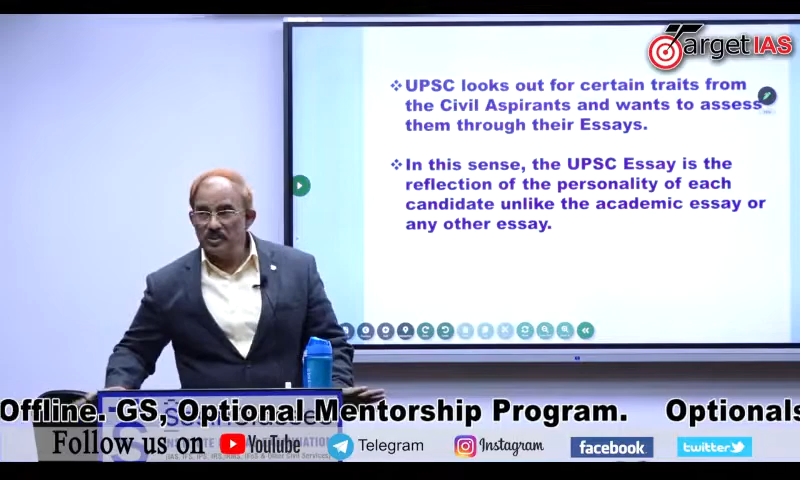 Target IAS
❖UPSC looks out for certain traits from
the Civil Aspirants and wants to assess
them through their Essays.
❖In this sense, the UPSC Essay is the
reflection of the personality of each
candidate unlike the academic essay or
any other essay.
Offline. GS, Optional Mentorship Program. Optionals
Follow us on YouTube Telegram Instagram facebook twitter